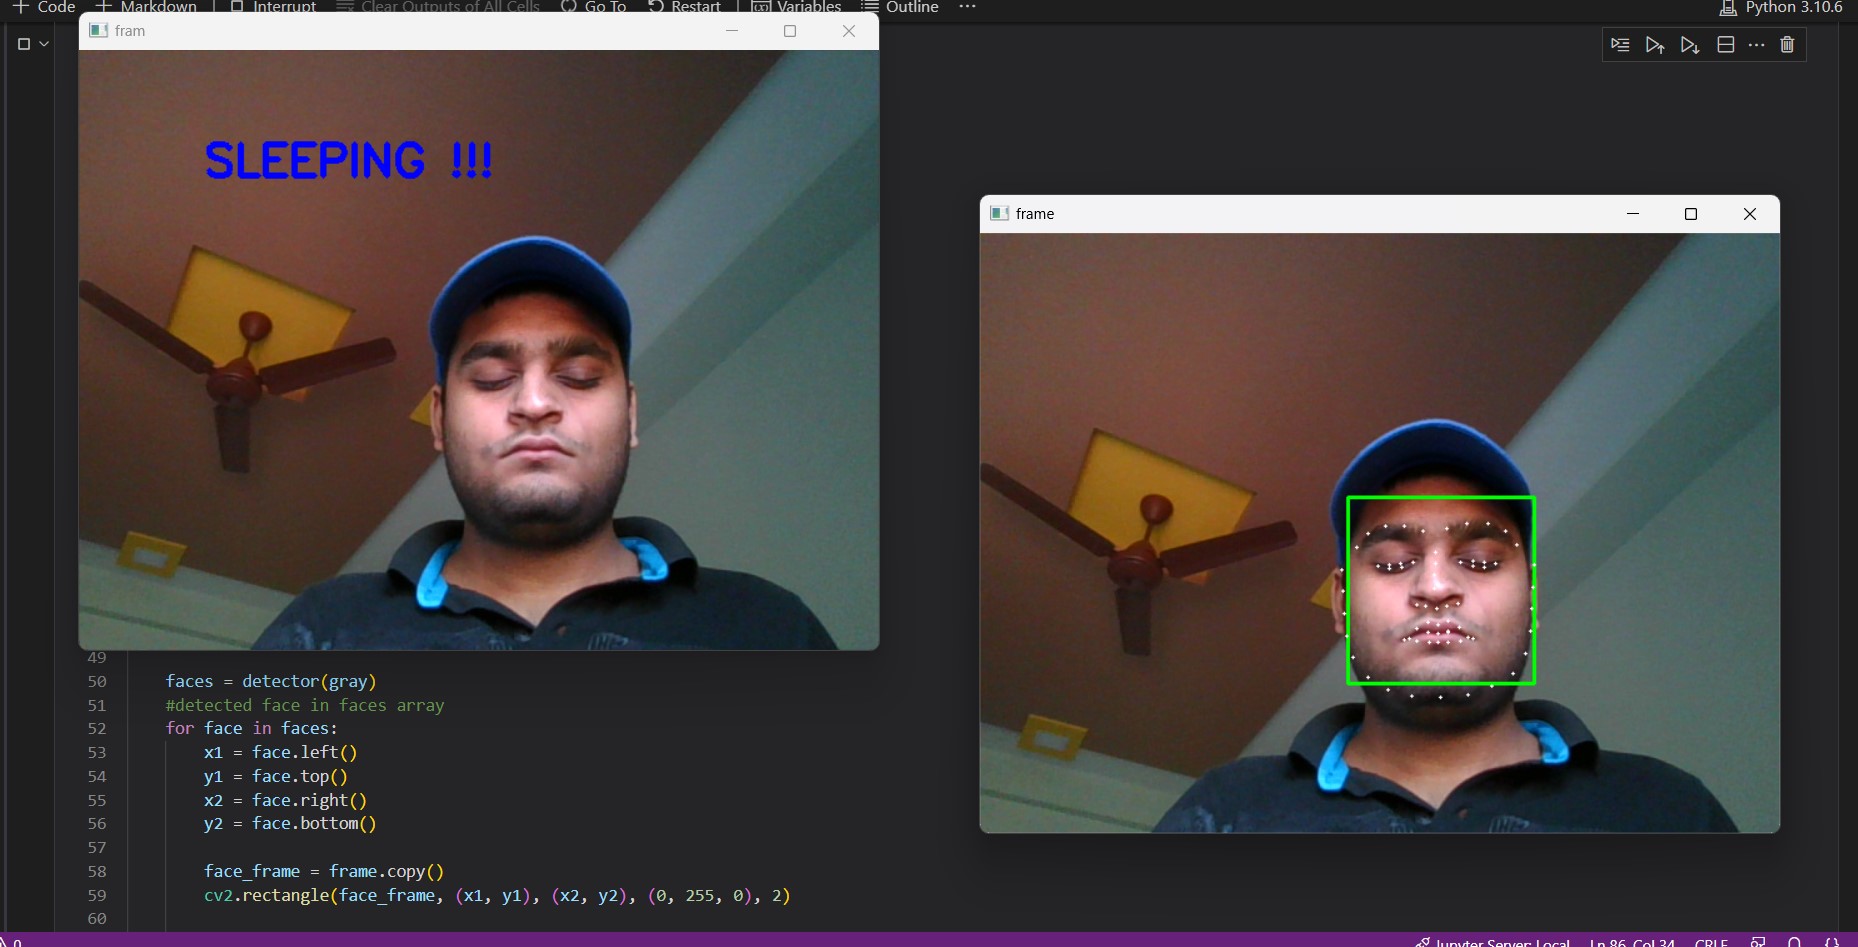 Code
Markdown
Interrupt
Clear Outputs of All Cells
Go To
Restart
Variables
Outline
...
Python 3.10.6
fram
SLEEPING !!!
frame
49
50 faces = detector(gray)
51 #detected face in faces array
52 for face in faces:
53 x1 = face.left()
54 y1 = face.top()
55 x2 = face.right()
56 y2 = face.bottom()
57
58 face_frame = frame.copy()
59 cv2.rectangle(face_frame, (x1, y1), (x2, y2), (0, 255, 0), 2)
60
0
Jupyter Server: Local
Ln 86, Col 34
CRLF